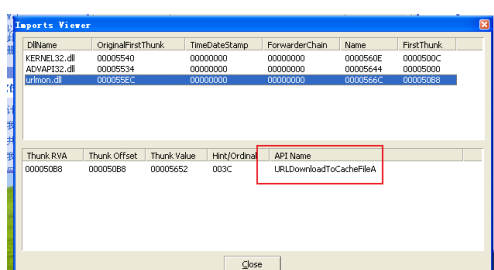 Imports Viewer
DllName OriginalFirstThunk TimeDateStamp ForwarderChain Name FirstThunk
KERNEL32.dll 00005540 00000000 00000000 0000560E 0000500C
ADVAPI32.dll 00005534 00000000 00000000 00005644 00005000
urlmon.dll 000055EC 00000000 00000000 0000566C 000050B8
Thunk RVA Thunk Offset Thunk Value Hint/Ordinal API Name
000050B8 000050B8 00005652 003C URLDownloadToCacheFileA
Close